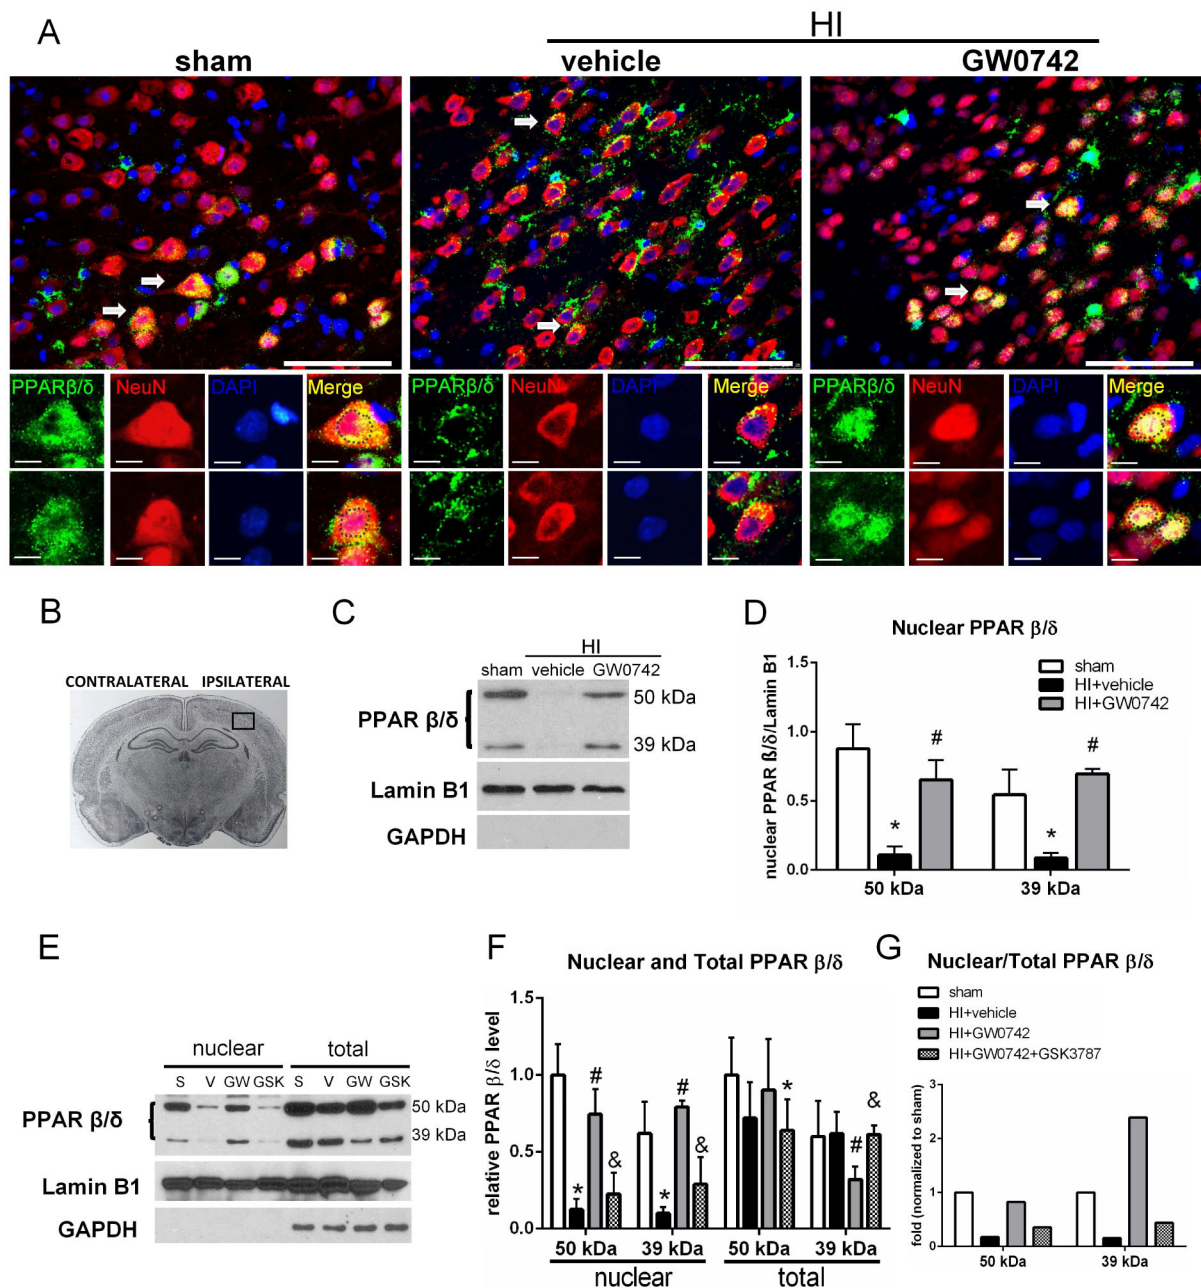 A
HI
sham vehicle GW0742
PPARβ/δ NeuN DAPI Merge PPARβ/δ NeuN DAPI Merge PPARβ/δ NeuN DAPI Merge
B
CONTRALATERAL IPSILATERAL
C
HI
sham vehicle GW0742
PPAR β/δ
50 kDa
39 kDa
Lamin B1
GAPDH
D
Nuclear PPAR β/δ
nuclear PPAR β/δ/Lamin B1
1.5
1.0
0.5
0.0
sham
HI+vehicle
HI+GW0742
* # * #
50 kDa 39 kDa
E
nuclear total
S V GW GSK S V GW GSK
PPAR β/δ
50 kDa
39 kDa
Lamin B1
GAPDH
F
Nuclear and Total PPAR β/δ
relative PPAR β/δ level
1.5
1.0
0.5
0.0
* # & * # & * # &
50 kDa 39 kDa 50 kDa 39 kDa
nuclear total
G
Nuclear/Total PPAR β/δ
sham
HI+vehicle
HI+GW0742
HI+GW0742+GSK3787
fold (normalized to sham)
3
2
1
0
50 kDa 39 kDa